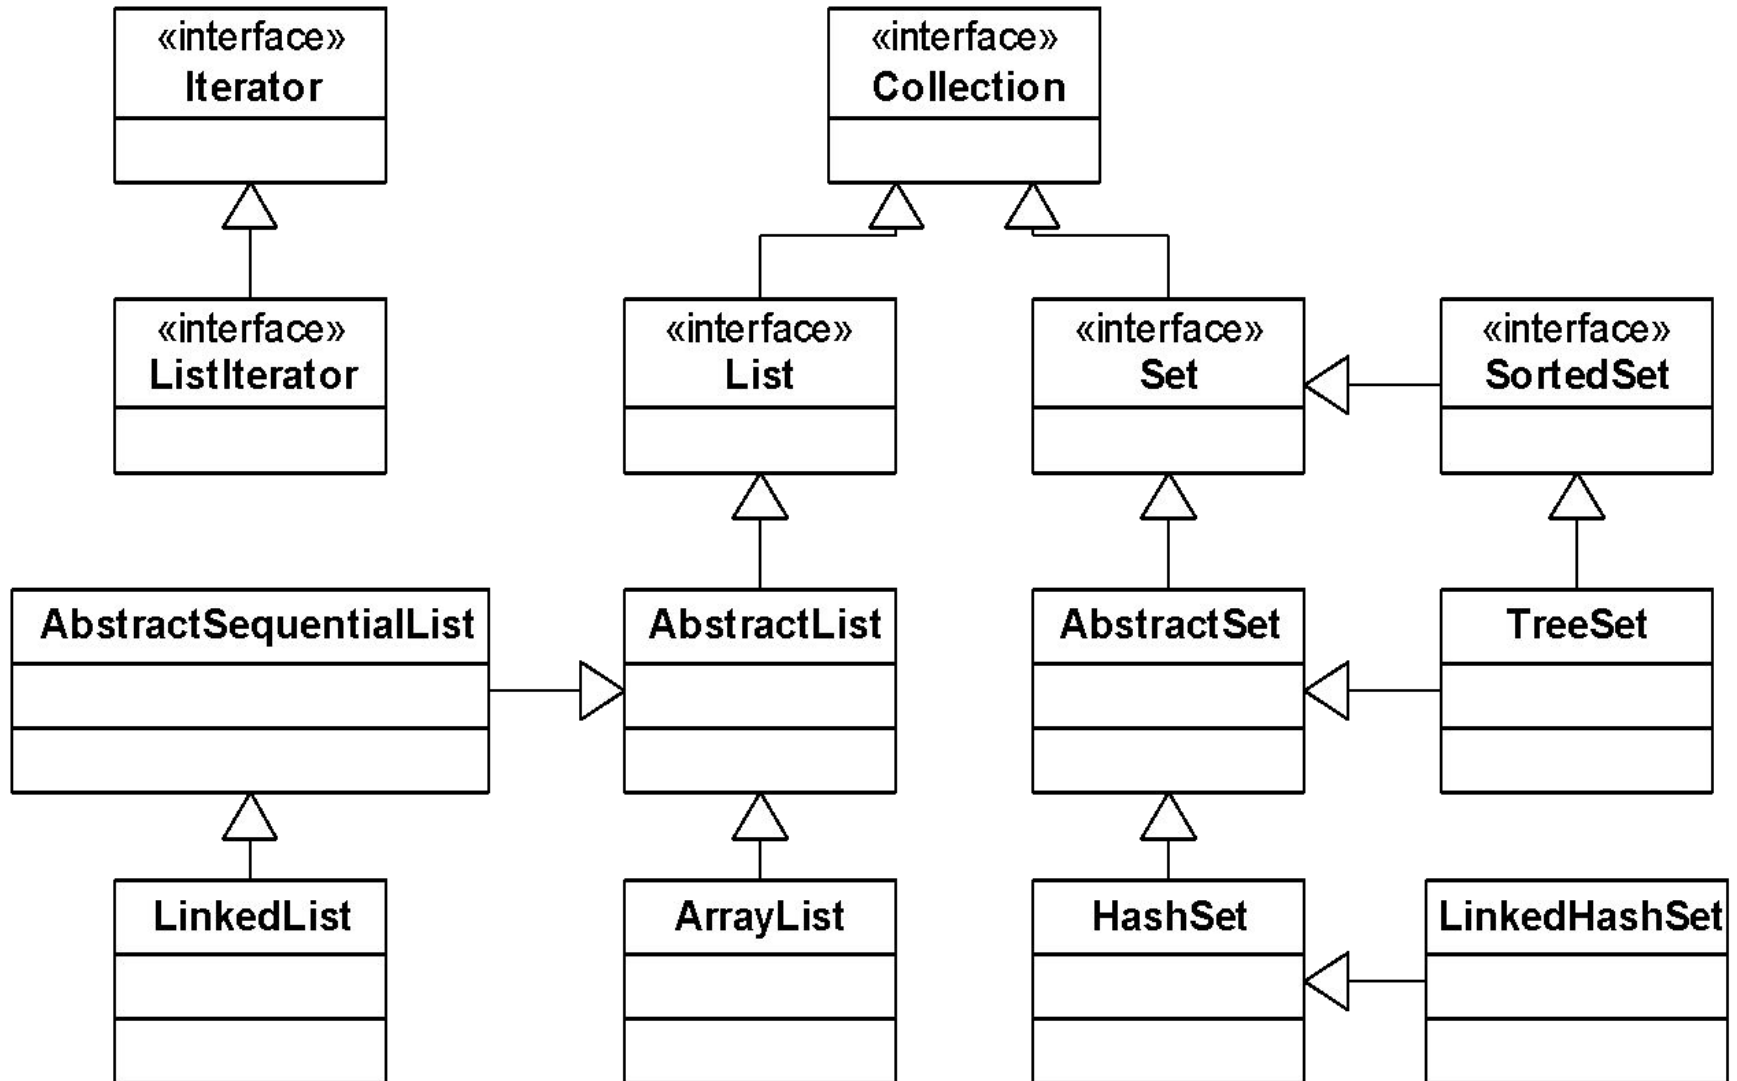 «interface»
Iterator
«interface»
Collection
«interface»
ListIterator
«interface»
List
«interface»
Set
«interface»
SortedSet
AbstractSequentialList
AbstractList
AbstractSet
TreeSet
LinkedList
ArrayList
HashSet
LinkedHashSet